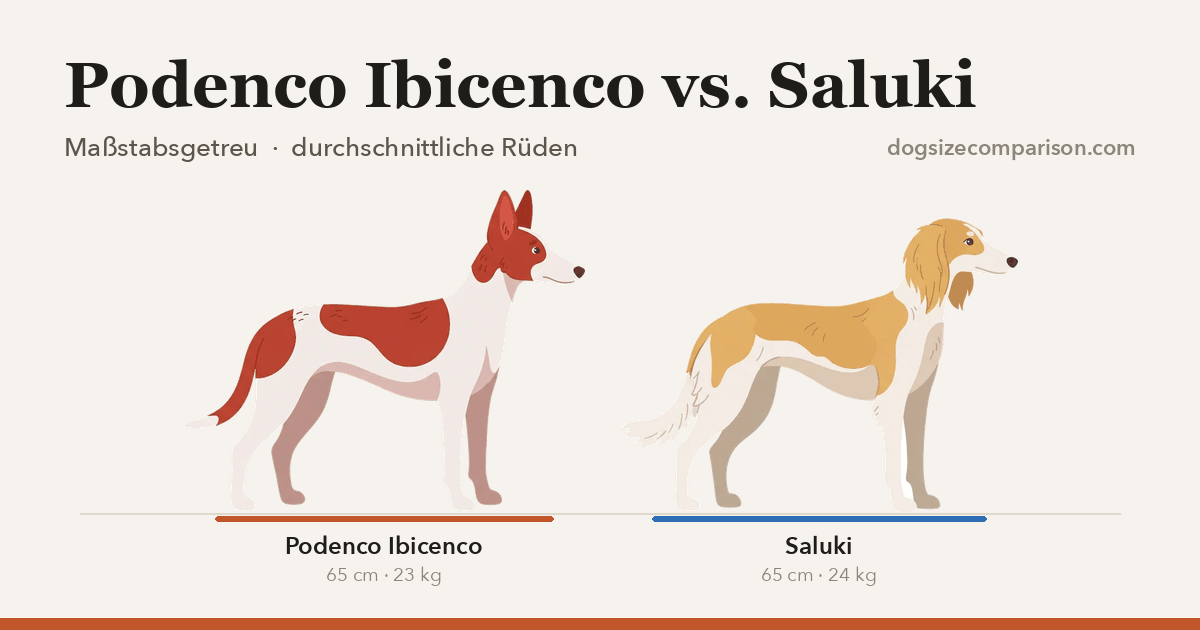 Podenco Ibicenco vs. Saluki
Maßstabsgetreu · durchschnittliche Rüden
dogsizecomparison.com
Podenco Ibicenco
65 cm · 23 kg
Saluki
65 cm · 24 kg